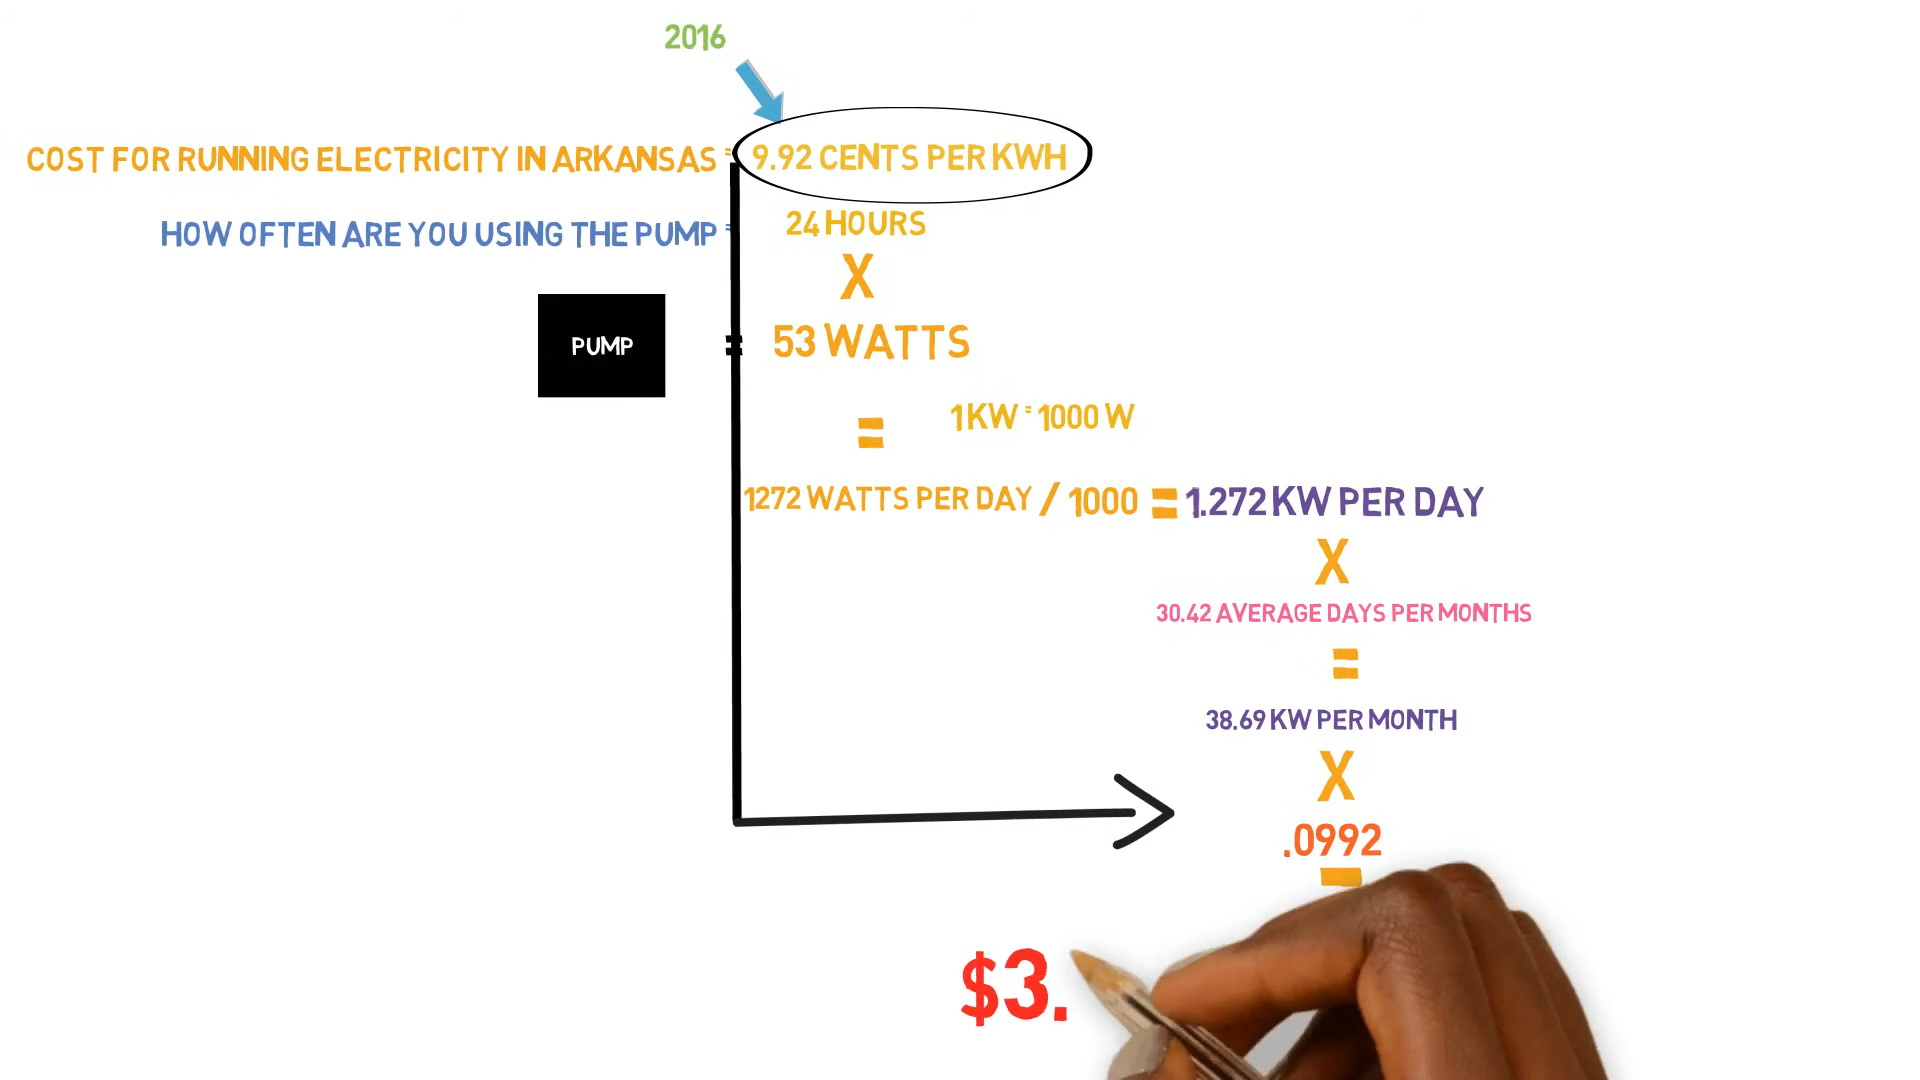 2016
COST FOR RUNNING ELECTRICITY IN ARKANSAS = 9.92 CENTS PER KWH
HOW OFTEN ARE YOU USING THE PUMP = 24 HOURS
X
PUMP = 53 WATTS
= 1 KW = 1000 W
1272 WATTS PER DAY / 1000 = 1.272 KW PER DAY
X
30.42 AVERAGE DAYS PER MONTHS
=
38.69 KW PER MONTH
X
.0992
$3.